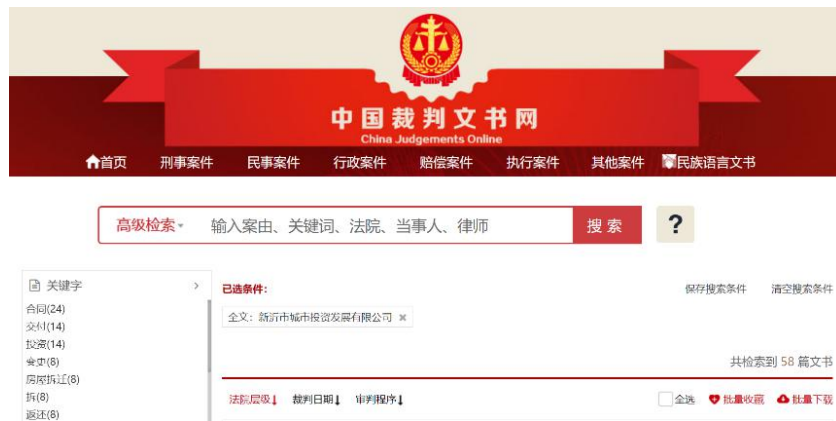 中国裁判文书网
China Judgements Online
首页 刑事案件 民事案件 行政案件 赔偿案件 执行案件 其他案件 民族语言文书
高级检索 输入案由、关键词、法院、当事人、律师 搜索 ?
关键字 >
已选条件: 保存搜索条件 清空搜索条件
合同(24)
全文: 新沂市城市投资发展有限公司 ×
交付(14)
投资(14)
共检索到 58 篇文书
房屋拆迁(8)
拆(8)
法院层级 裁判日期 审判程序 全选 批量收藏 批量下载
返还(8)